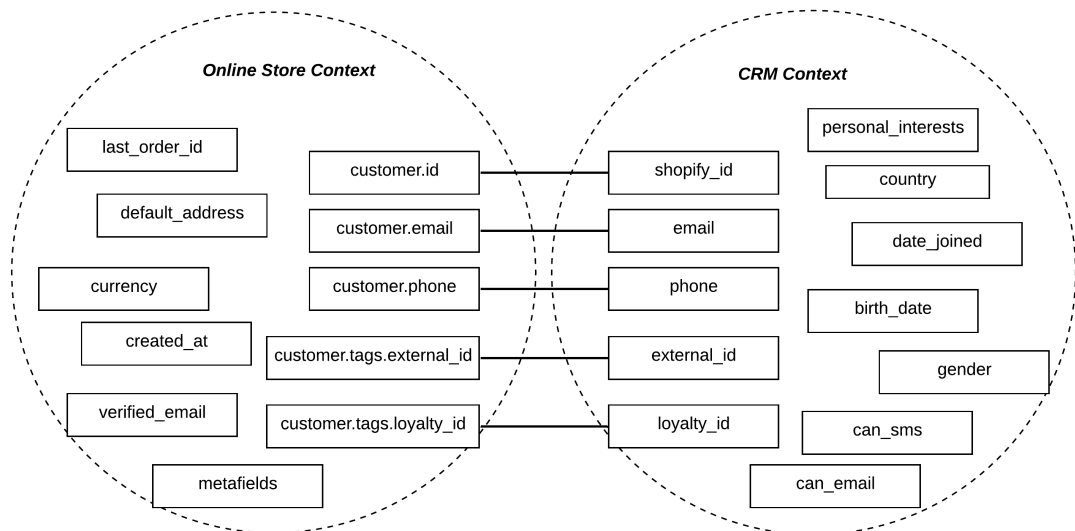 Online Store Context
last_order_id
default_address
currency
created_at
verified_email
metafields
customer.id
customer.email
customer.phone
customer.tags.external_id
customer.tags.loyalty_id
CRM Context
shopify_id
email
phone
external_id
loyalty_id
personal_interests
country
date_joined
birth_date
gender
can_sms
can_email